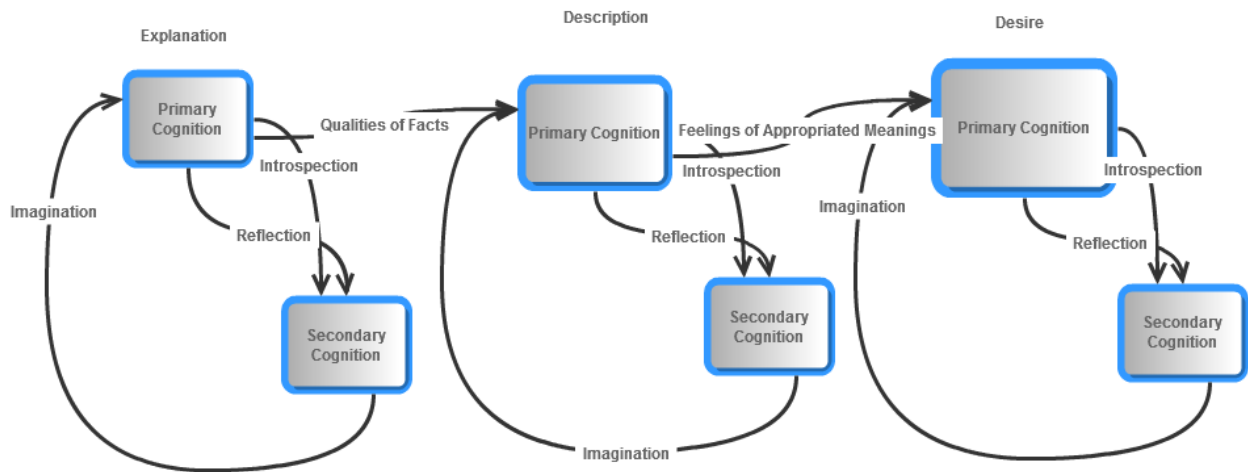 Explanation
Description
Desire
Primary
Cognition
Qualities of Facts
Primary Cognition
Feelings of Appropriated Meanings
Primary Cognition
Introspection
Introspection
Introspection
Imagination
Reflection
Reflection
Imagination
Reflection
Secondary
Cognition
Secondary
Cognition
Secondary
Cognition
Imagination